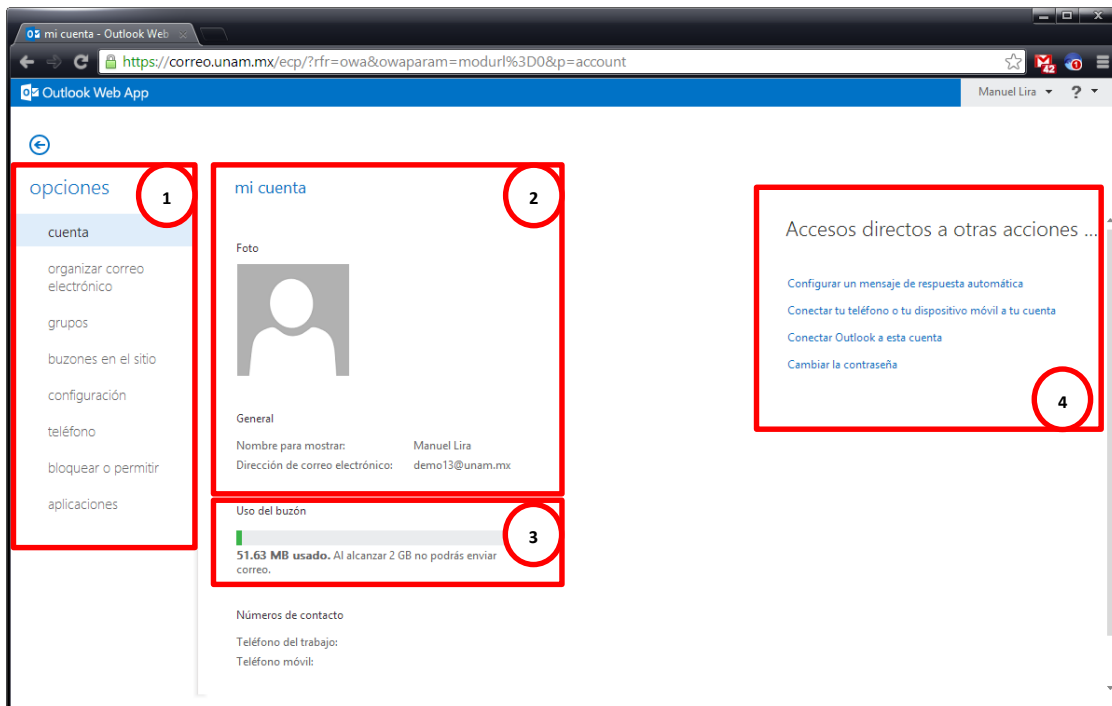 mi cuenta - Outlook Web
https://correo.unam.mx/ecp/?rfr=owa&owaparam=modurl%3D0&p=account
42
Outlook Web App
Manuel Lira
?
opciones
1
cuenta
organizar correo
electrónico
grupos
buzones en el sitio
configuración
teléfono
bloquear o permitir
aplicaciones
mi cuenta
2
Foto
General
Nombre para mostrar: Manuel Lira
Dirección de correo electrónico: demo13@unam.mx
Uso del buzón
3
51.63 MB usado. Al alcanzar 2 GB no podrás enviar
correo.
Números de contacto
Teléfono del trabajo:
Teléfono móvil:
Accesos directos a otras acciones ...
Configurar un mensaje de respuesta automática
Conectar tu teléfono o tu dispositivo móvil a tu cuenta
Conectar Outlook a esta cuenta
Cambiar la contraseña
4